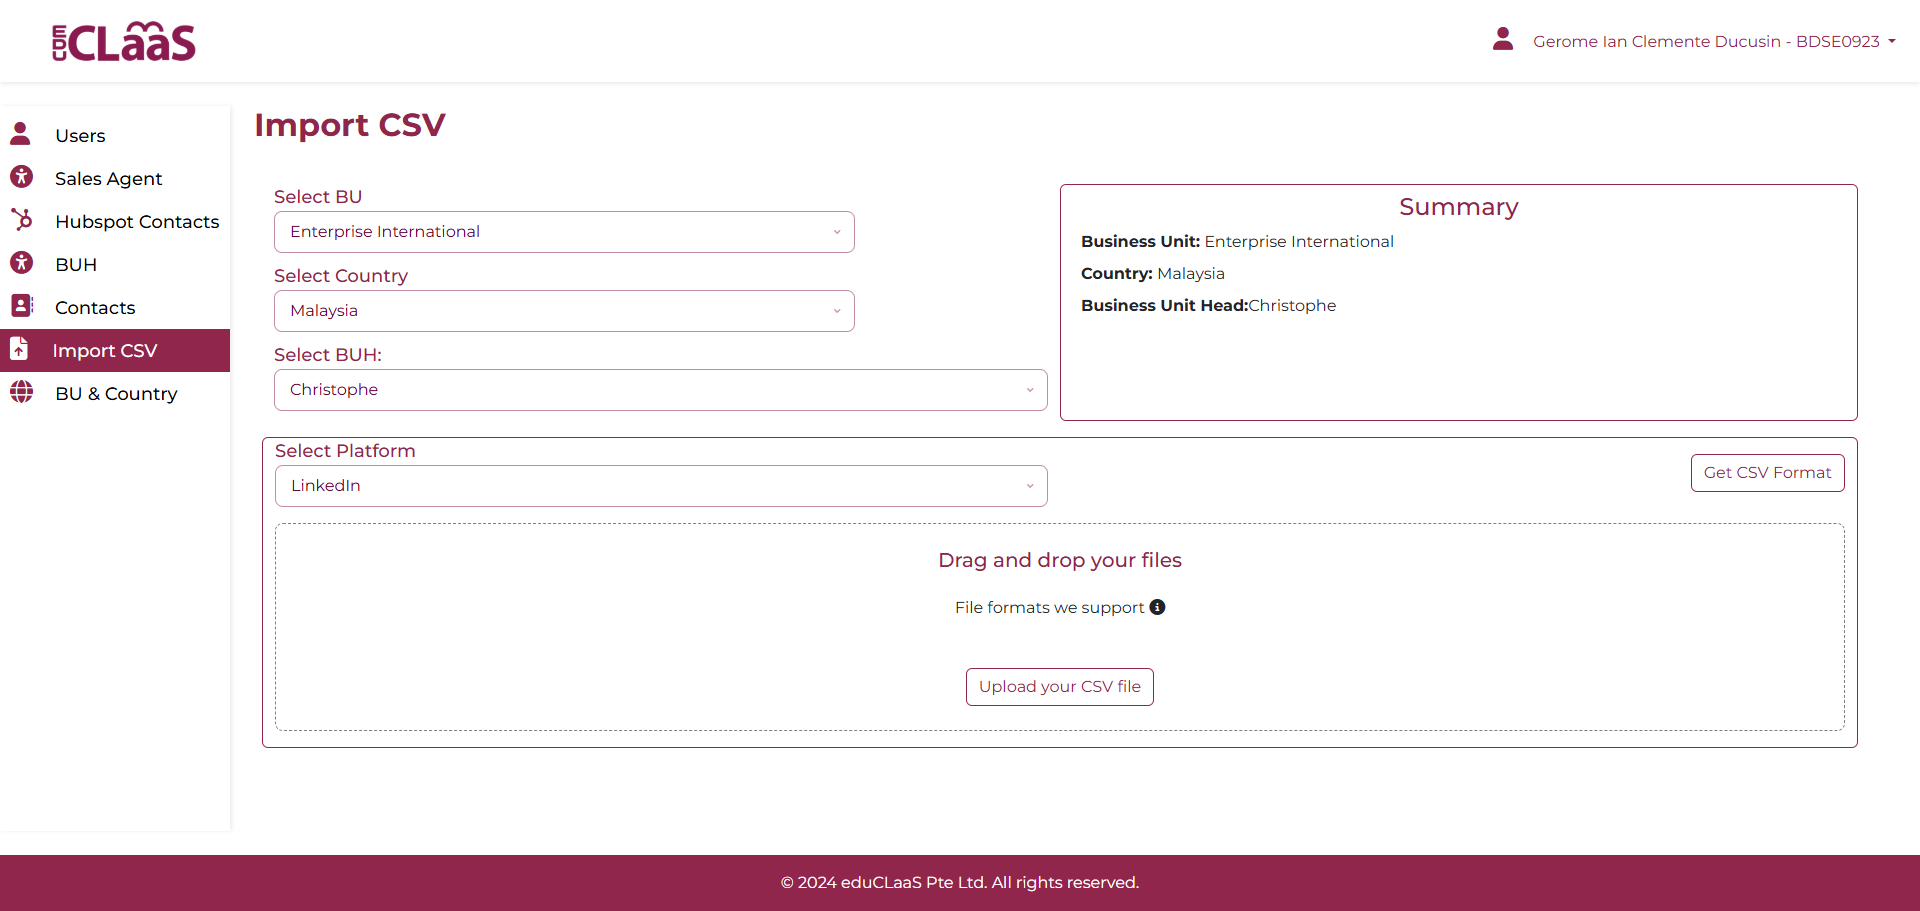 EDU CLaaS
Gerome Ian Clemente Ducusin - BDSE0923
Users
Sales Agent
Hubspot Contacts
BUH
Contacts
Import CSV
BU & Country
Import CSV
Select BU
Enterprise International
Select Country
Malaysia
Select BUH:
Christophe
Summary
Business Unit: Enterprise International
Country: Malaysia
Business Unit Head:Christophe
Select Platform
LinkedIn
Get CSV Format
Drag and drop your files
File formats we support
Upload your CSV file
© 2024 eduCLaaS Pte Ltd. All rights reserved.